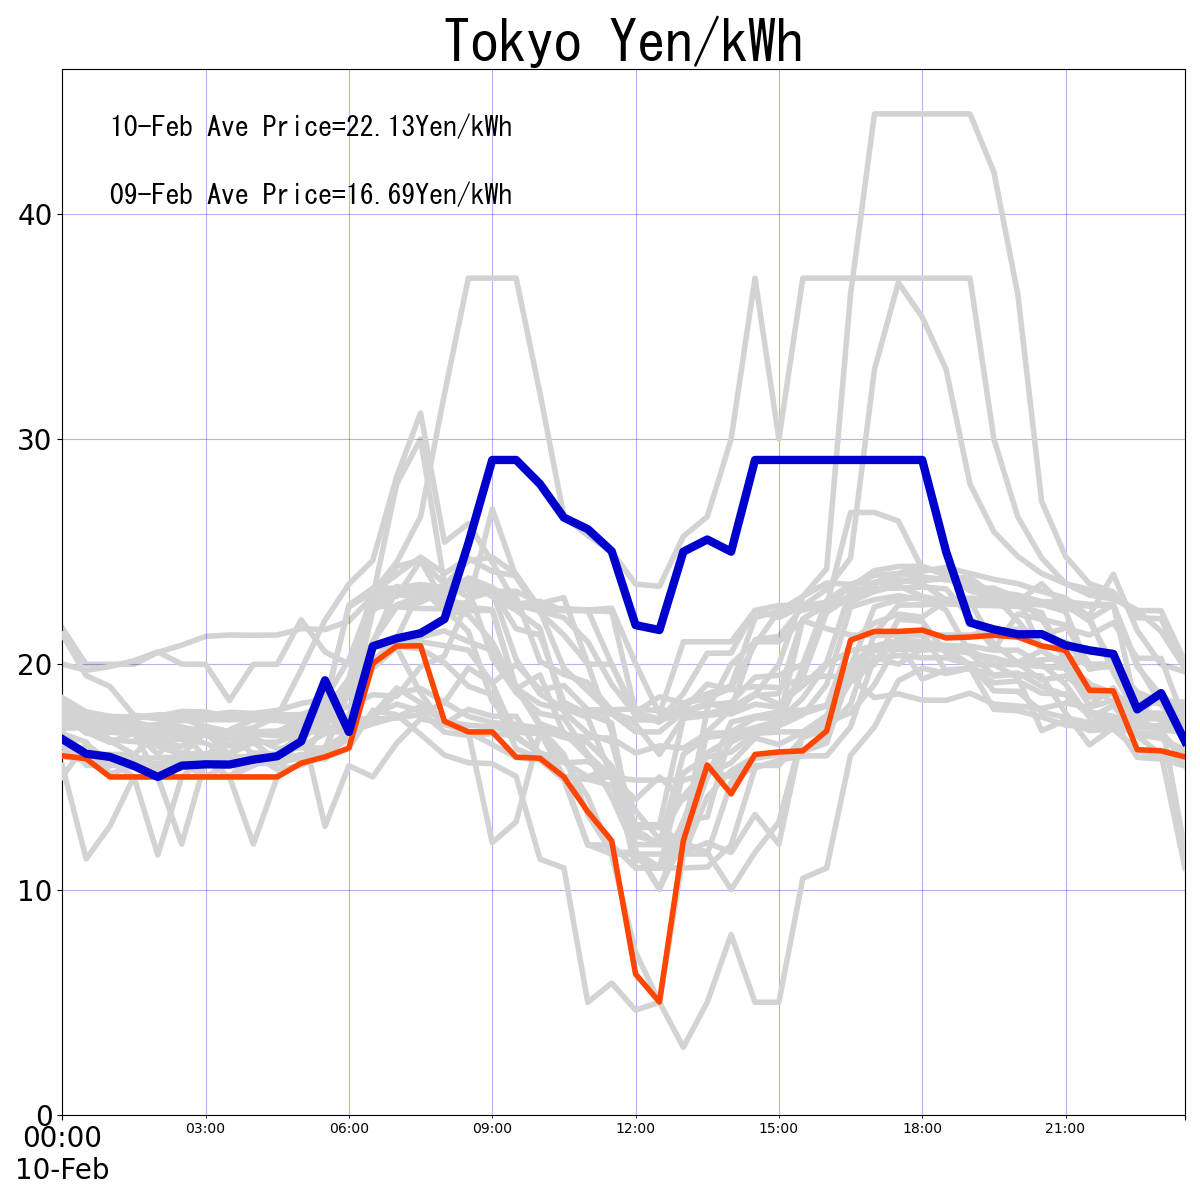 Tokyo Yen/kWh
10-Feb Ave Price=22.13Yen/kWh
09-Feb Ave Price=16.69Yen/kWh
40
30
20
10
0
00:00 03:00 06:00 09:00 12:00 15:00 18:00 21:00
10-Feb